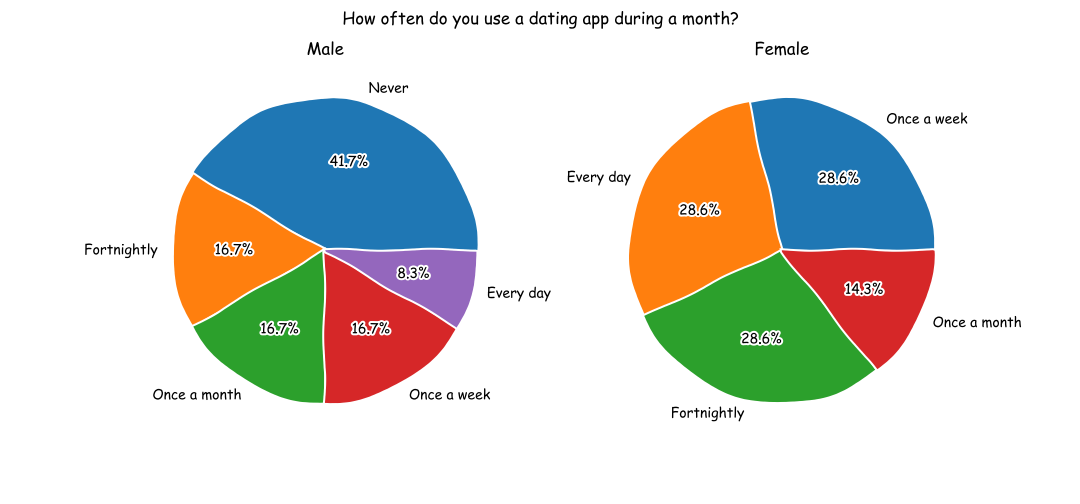 How often do you use a dating app during a month?
Male
Never
41.7%
Fortnightly
16.7%
8.3%
Every day
16.7%
16.7%
Once a month
Once a week
Female
Once a week
28.6%
Every day
28.6%
14.3%
Once a month
28.6%
Fortnightly